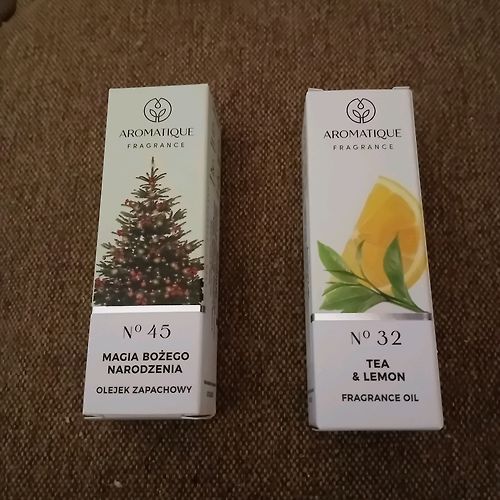 AROMATIQUE
FRAGRANCE
Nº 45
MAGIA BOŻEGO
NARODZENIA
OLEJEK ZAPACHOWY
AROMATIQUE
FRAGRANCE
Nº 32
TEA
& LEMON
FRAGRANCE OIL